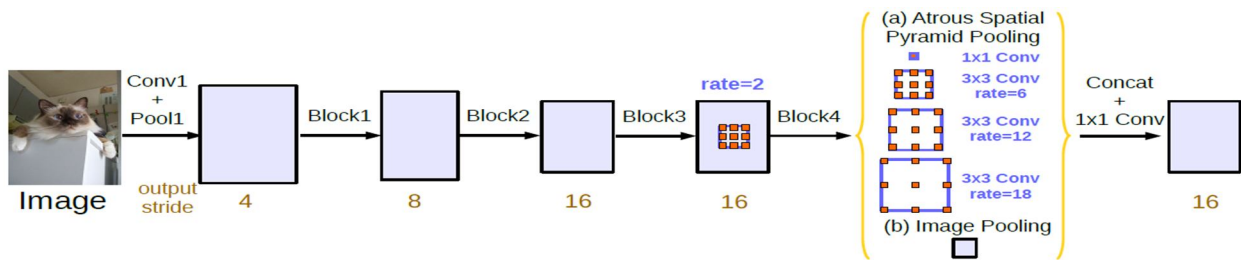 (a) Atrous Spatial
Pyramid Pooling
1x1 Conv
3x3 Conv
rate=6
3x3 Conv
rate=12
3x3 Conv
rate=18
(b) Image Pooling
Conv1
+
Pool1
Block1
Block2
Block3
rate=2
Block4
Concat
+
1x1 Conv
Image
output
stride
4
8
16
16
16